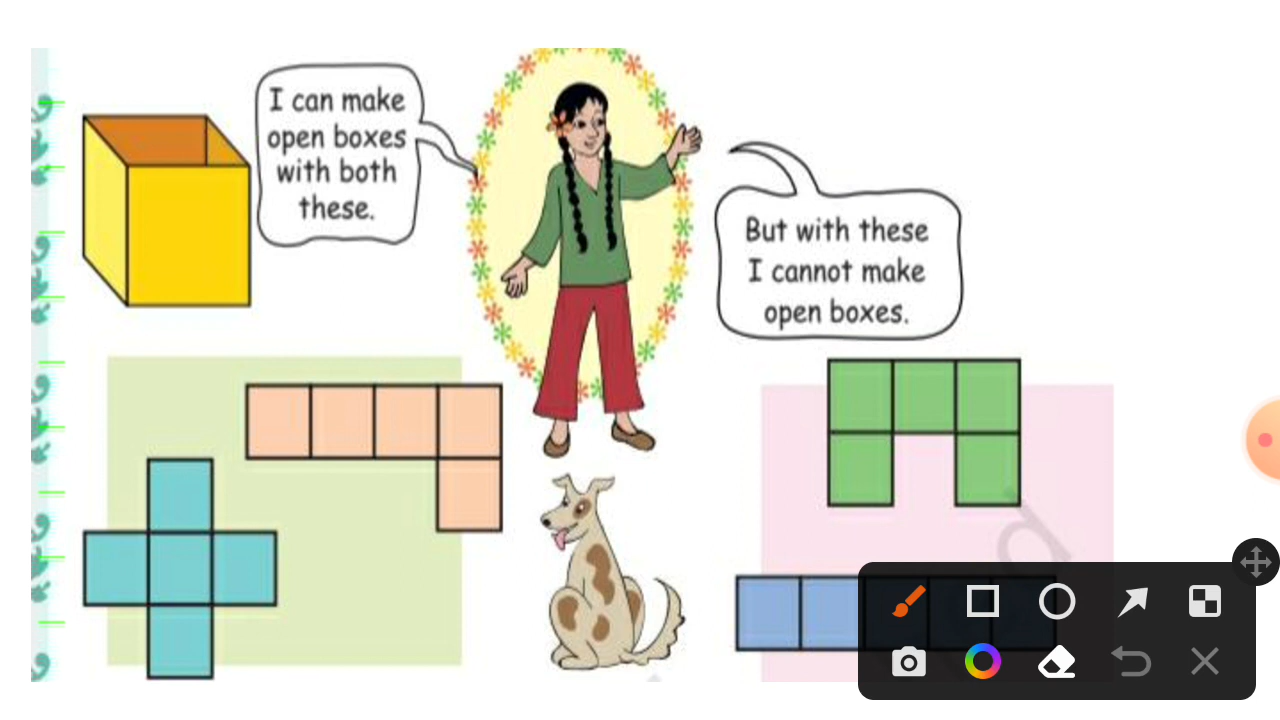 I can make
open boxes
with both
these.
But with these
I cannot make
open boxes.